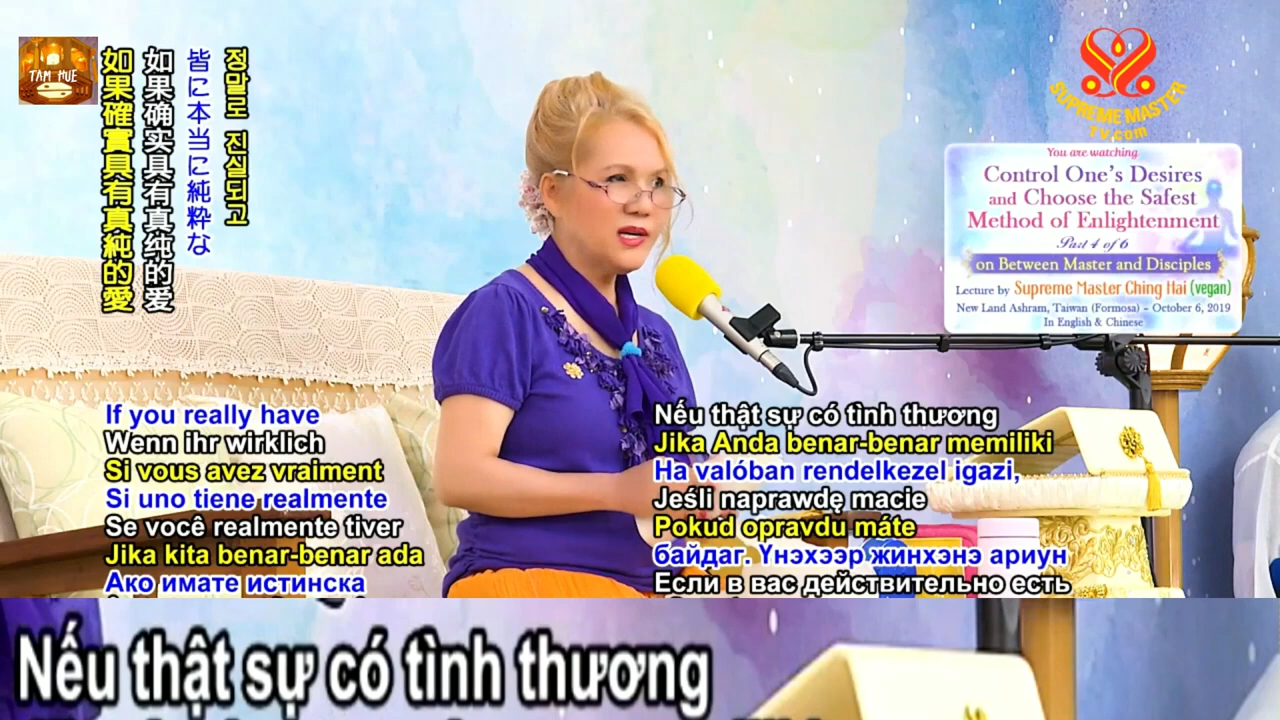 TAM HUE
如果確實具有真純的愛
如果确实具有真纯的爱
皆に本当に純粋な
정말로 진실되고
SUPREME MASTER
TV.com
You are watching
Control One's Desires
and Choose the Safest
Method of Enlightenment
Part 4 of 6
on Between Master and Disciples
Lecture by Supreme Master Ching Hai (vegan)
New Land Ashram, Taiwan (Formosa) – October 6, 2019
In English & Chinese
If you really have
Wenn ihr wirklich
Si vous avez vraiment
Si uno tiene realmente
Se você realmente tiver
Jika kita benar-benar ada
Ако имате истинска
Nếu thật sự có tình thương
Jika Anda benar-benar memiliki
Ha valóban rendelkezel igazi,
Jeśli naprawdę macie
Pokud opravdu máte
байдаг. Үнэхээр жинхэнэ ариун
Если в вас действительно есть
Nếu thật sự có tình thương